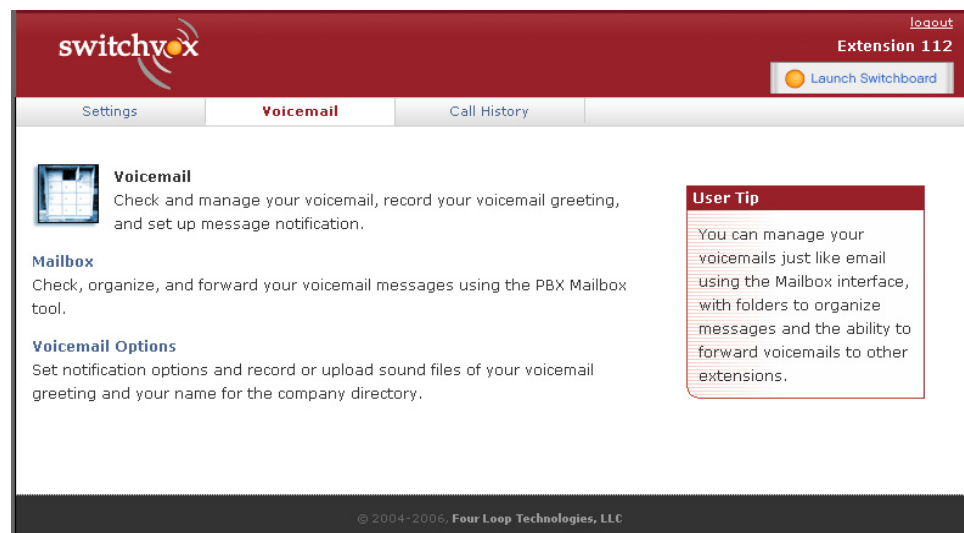 switchvox
logout
Extension 112
Launch Switchboard
Settings
Voicemail
Call History
Voicemail
Check and manage your voicemail, record your voicemail greeting,
and set up message notification.
Mailbox
Check, organize, and forward your voicemail messages using the PBX Mailbox
tool.
Voicemail Options
Set notification options and record or upload sound files of your voicemail
greeting and your name for the company directory.
User Tip
You can manage your
voicemails just like email
using the Mailbox interface,
with folders to organize
messages and the ability to
forward voicemails to other
extensions.
© 2004-2006, Four Loop Technologies, LLC